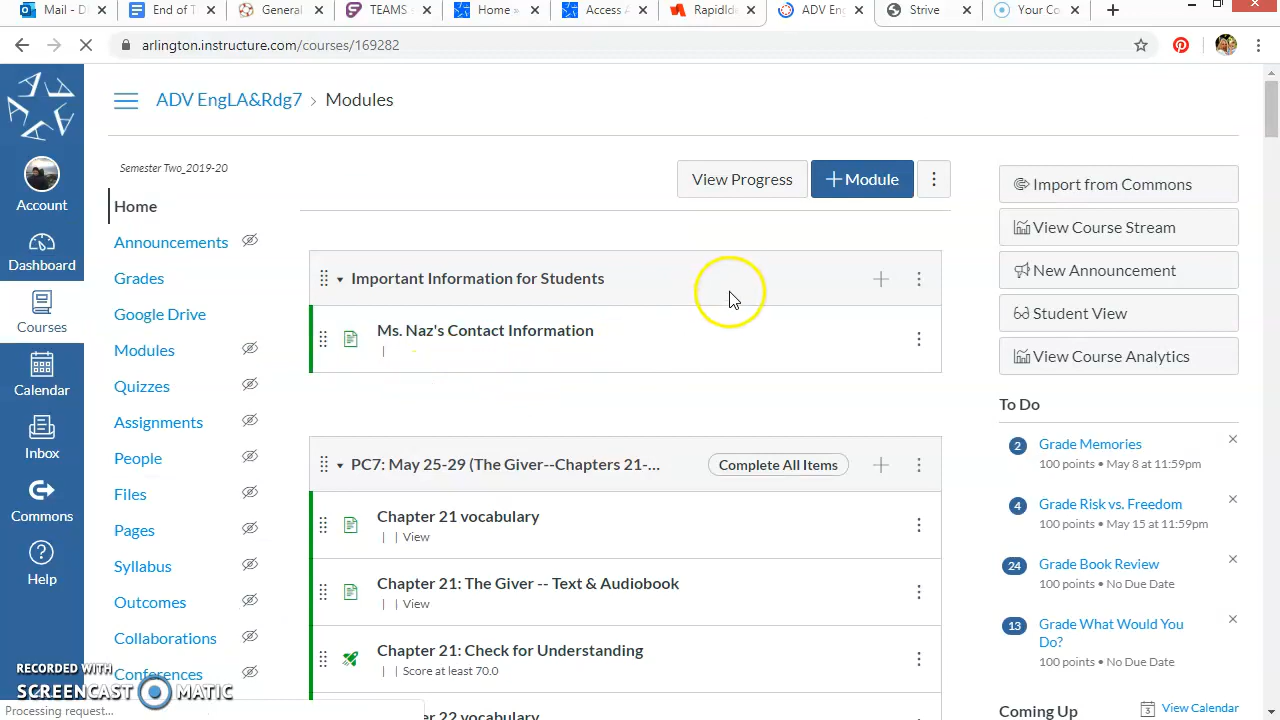 Mail - D
End of T
General
TEAMS -
Home »
Access A
RapidIde
ADV Eng
Strive
Your Co
arlington.instructure.com/courses/169282
ADV EngLA&Rdg7 › Modules
Account
Dashboard
Courses
Calendar
Inbox
Commons
Help
Semester Two_2019-20
Home
Announcements
Grades
Google Drive
Modules
Quizzes
Assignments
People
Files
Pages
Syllabus
Outcomes
Collaborations
Conferences
View Progress
+ Module
Important Information for Students
Ms. Naz's Contact Information
|
PC7: May 25-29 (The Giver--Chapters 21-...
Complete All Items
Chapter 21 vocabulary
| | View
Chapter 21: The Giver -- Text & Audiobook
| | View
Chapter 21: Check for Understanding
| | Score at least 70.0
Chapter 22 vocabulary
Import from Commons
View Course Stream
New Announcement
Student View
View Course Analytics
To Do
2 Grade Memories
100 points • May 8 at 11:59pm
4 Grade Risk vs. Freedom
100 points • May 15 at 11:59pm
24 Grade Book Review
100 points • No Due Date
13 Grade What Would You
Do?
100 points • No Due Date
Coming Up
3 View Calendar
RECORDED WITH
SCREENCAST MATIC
Processing request...